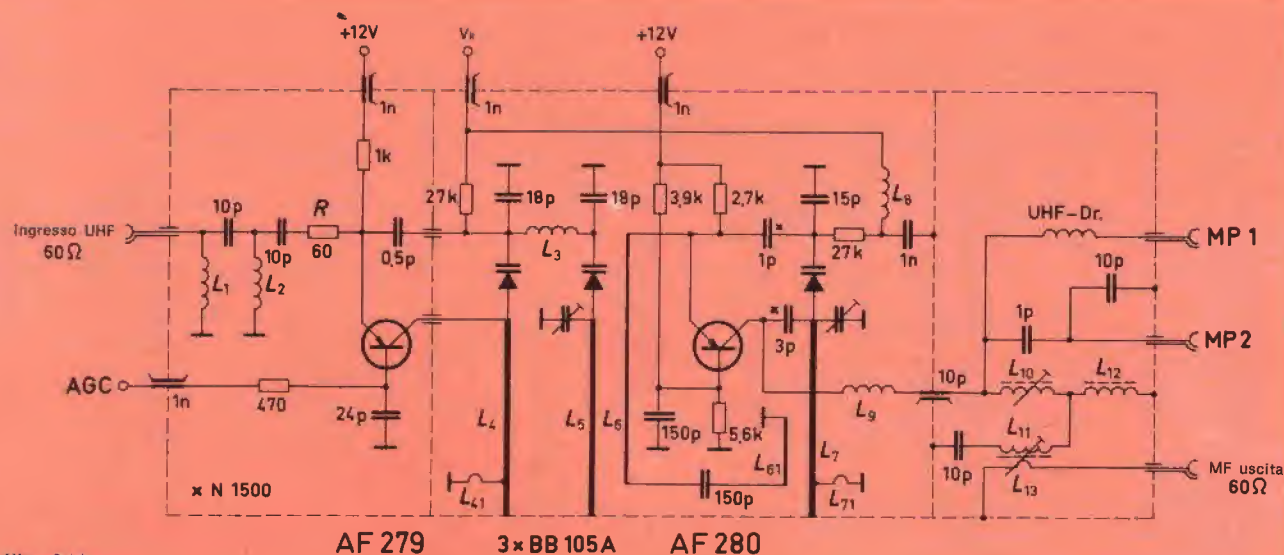 +12V
Vk
+12V
1n
1n
1n
1k
27k
18p
18p
3,9k
2,7k
15p
L8
UHF-Dr.
Ingresso UHF
60Ω
10p
R
10p
60
0,5p
L3
1p
×
27k
1n
MP 1
10p
L1
L2
1p
MP2
×
3p
10p
L10
L12
AGC
1n
470
24p
L4
L5
L6
150p
5,6k
L61
L7
L9
L11
10p
L13
MF uscita
60Ω
× N 1500
L41
150p
L71
AF 279
3 × BB 105 A
AF 280